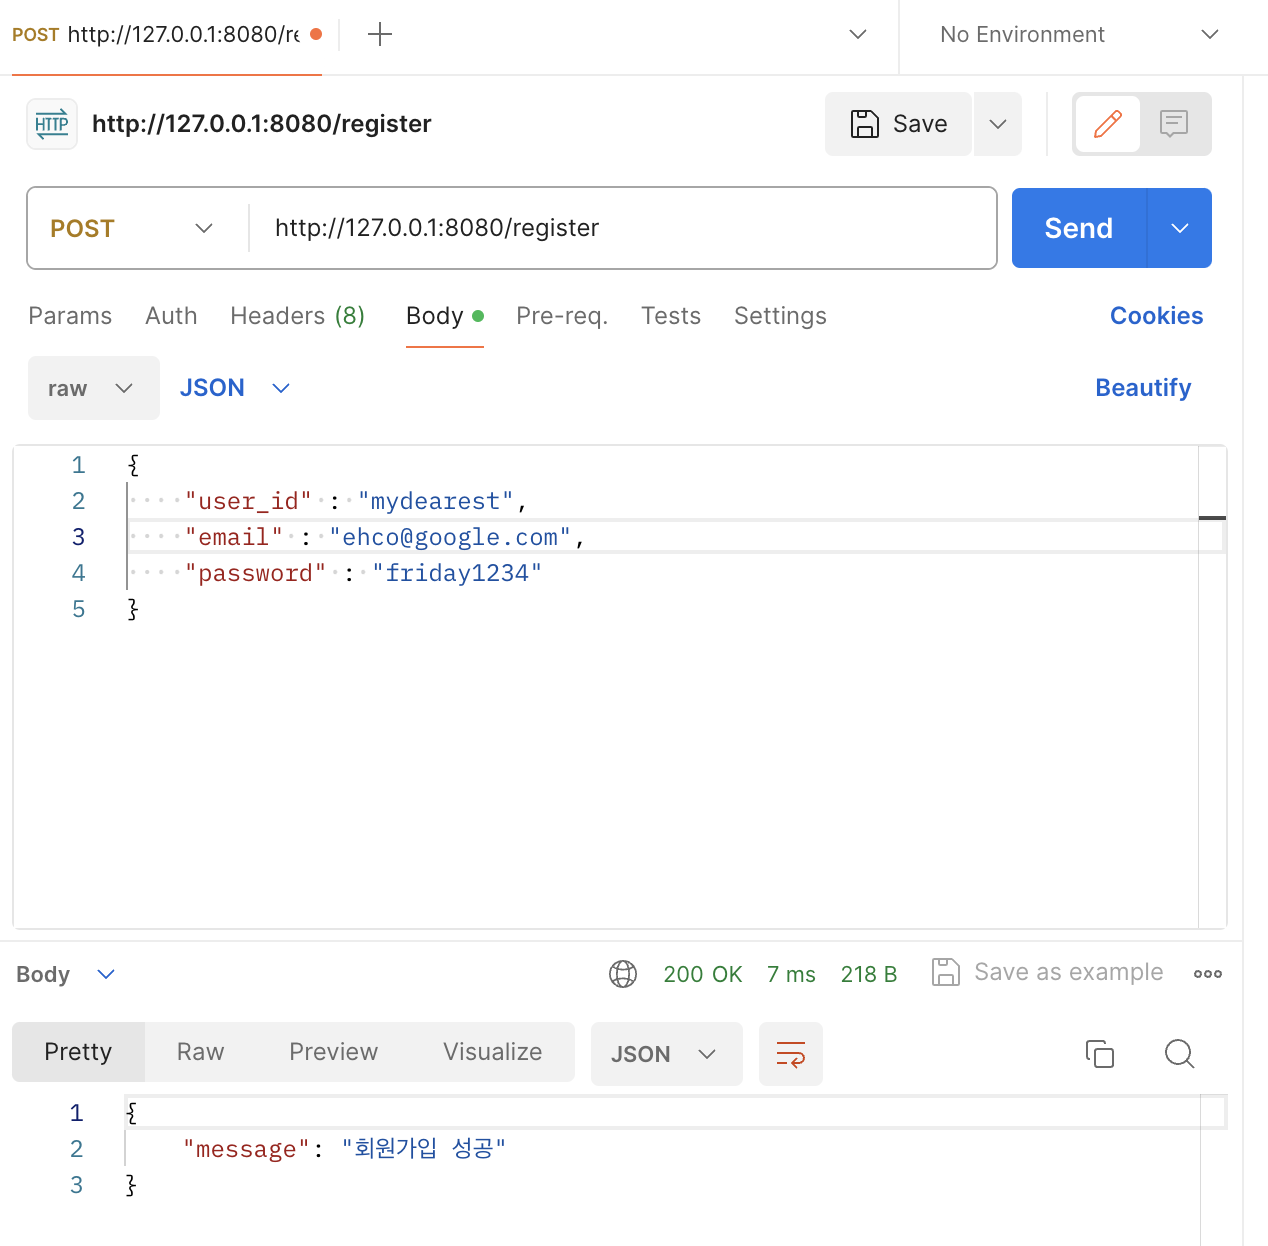 POST http://127.0.0.1:8080/re
No Environment
HTTP http://127.0.0.1:8080/register
Save
POST http://127.0.0.1:8080/register
Send
Params Auth Headers (8) Body Pre-req. Tests Settings Cookies
raw JSON Beautify
1 {
2 "user_id" : "mydearest",
3 "email" : "ehco@google.com",
4 "password" : "friday1234"
5 }
Body 200 OK 7 ms 218 B Save as example
Pretty Raw Preview Visualize JSON
1 {
2 "message": "회원가입 성공"
3 }